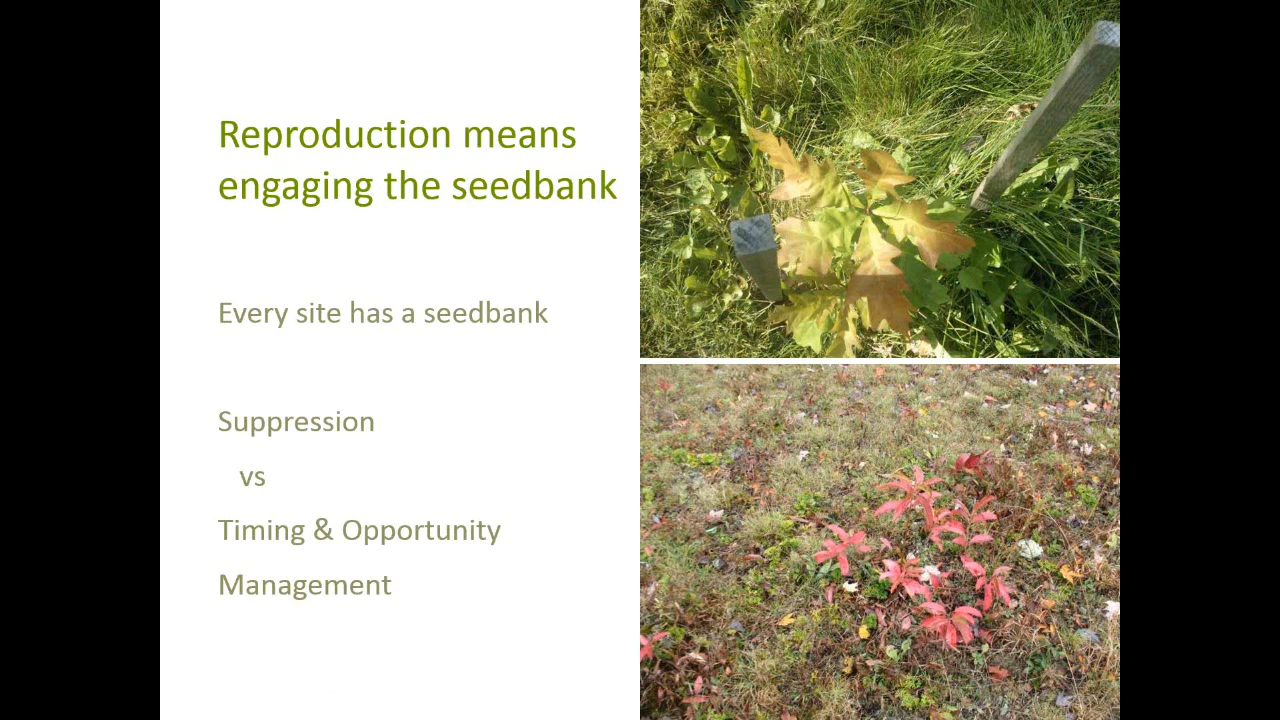 Reproduction means
engaging the seedbank
Every site has a seedbank
Suppression
vs
Timing & Opportunity
Management